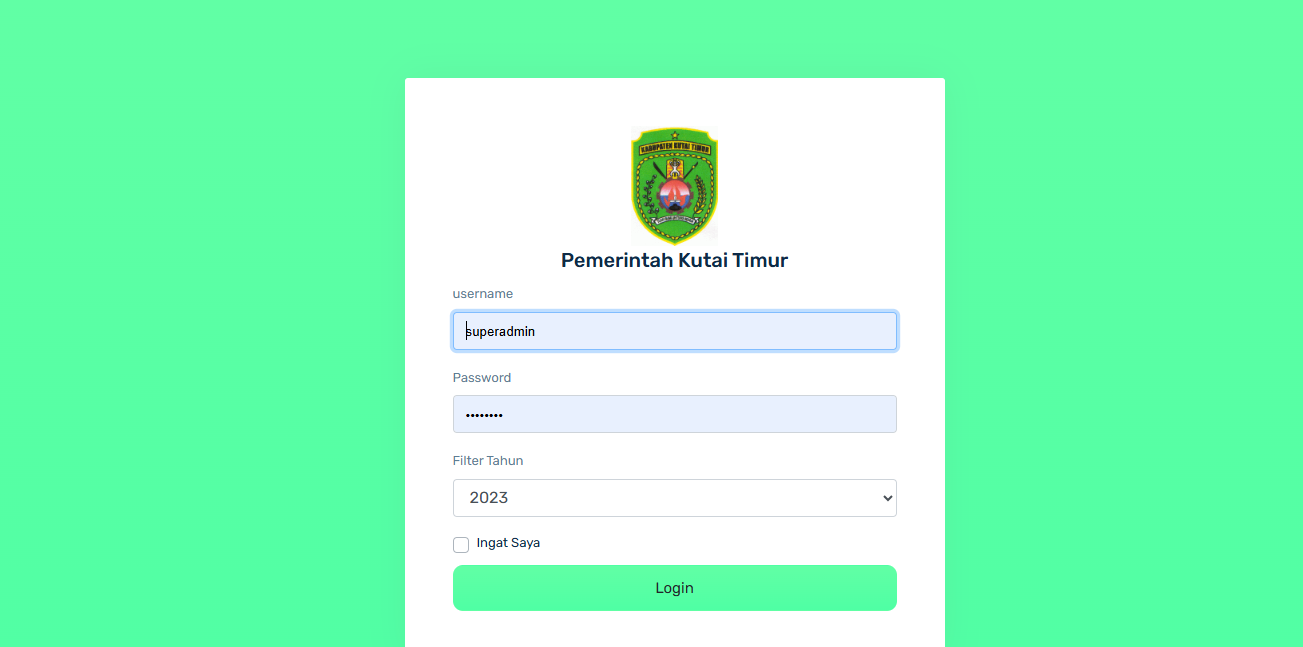 KABUPATEN KUTAI TIMUR
Pemerintah Kutai Timur
username
superadmin
Password
••••••••
Filter Tahun
2023
Ingat Saya
Login